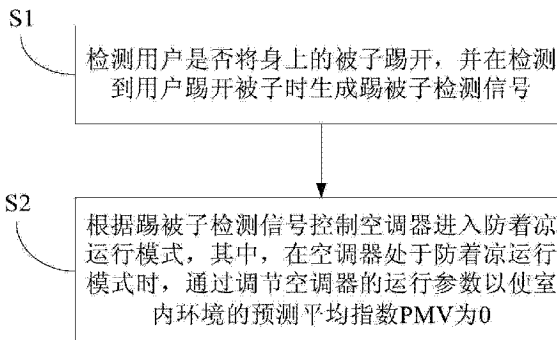 S1
检测用户是否将身上的被子踢开，并在检测
到用户踢开被子时生成踢被子检测信号
S2
根据踢被子检测信号控制空调器进入防着凉
运行模式，其中，在空调器处于防着凉运行
模式时，通过调节空调器的运行参数以使室
内环境的预测平均指数PMV为0